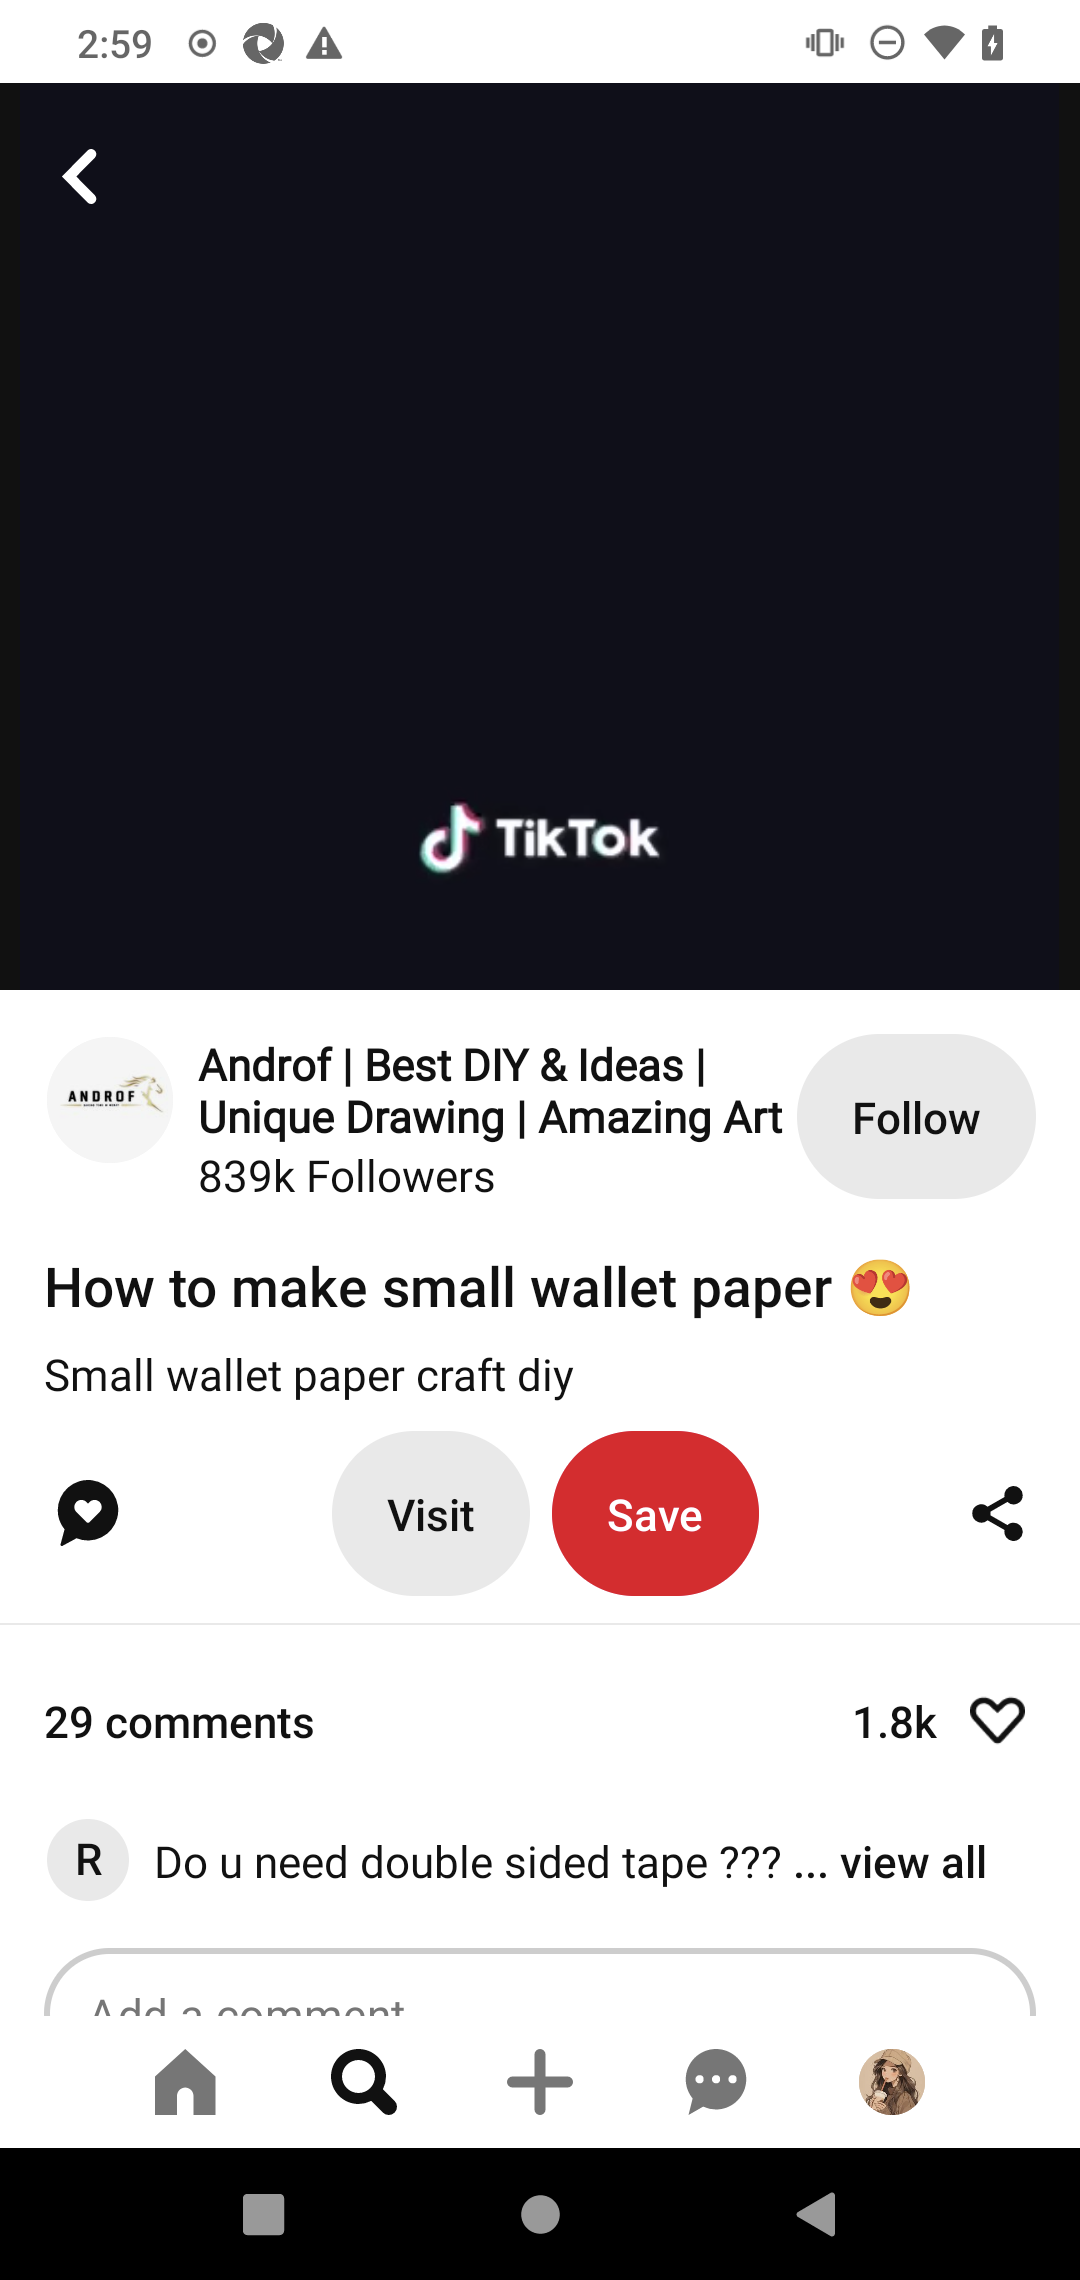 2:59
TikTok
ANDROF
Androf | Best DIY & Ideas |
Unique Drawing | Amazing Art
839k Followers
Follow
How to make small wallet paper 😍
Small wallet paper craft diy
Visit
Save
29 comments
1.8k
R
Do u need double sided tape ??? ... view all
Add a comment